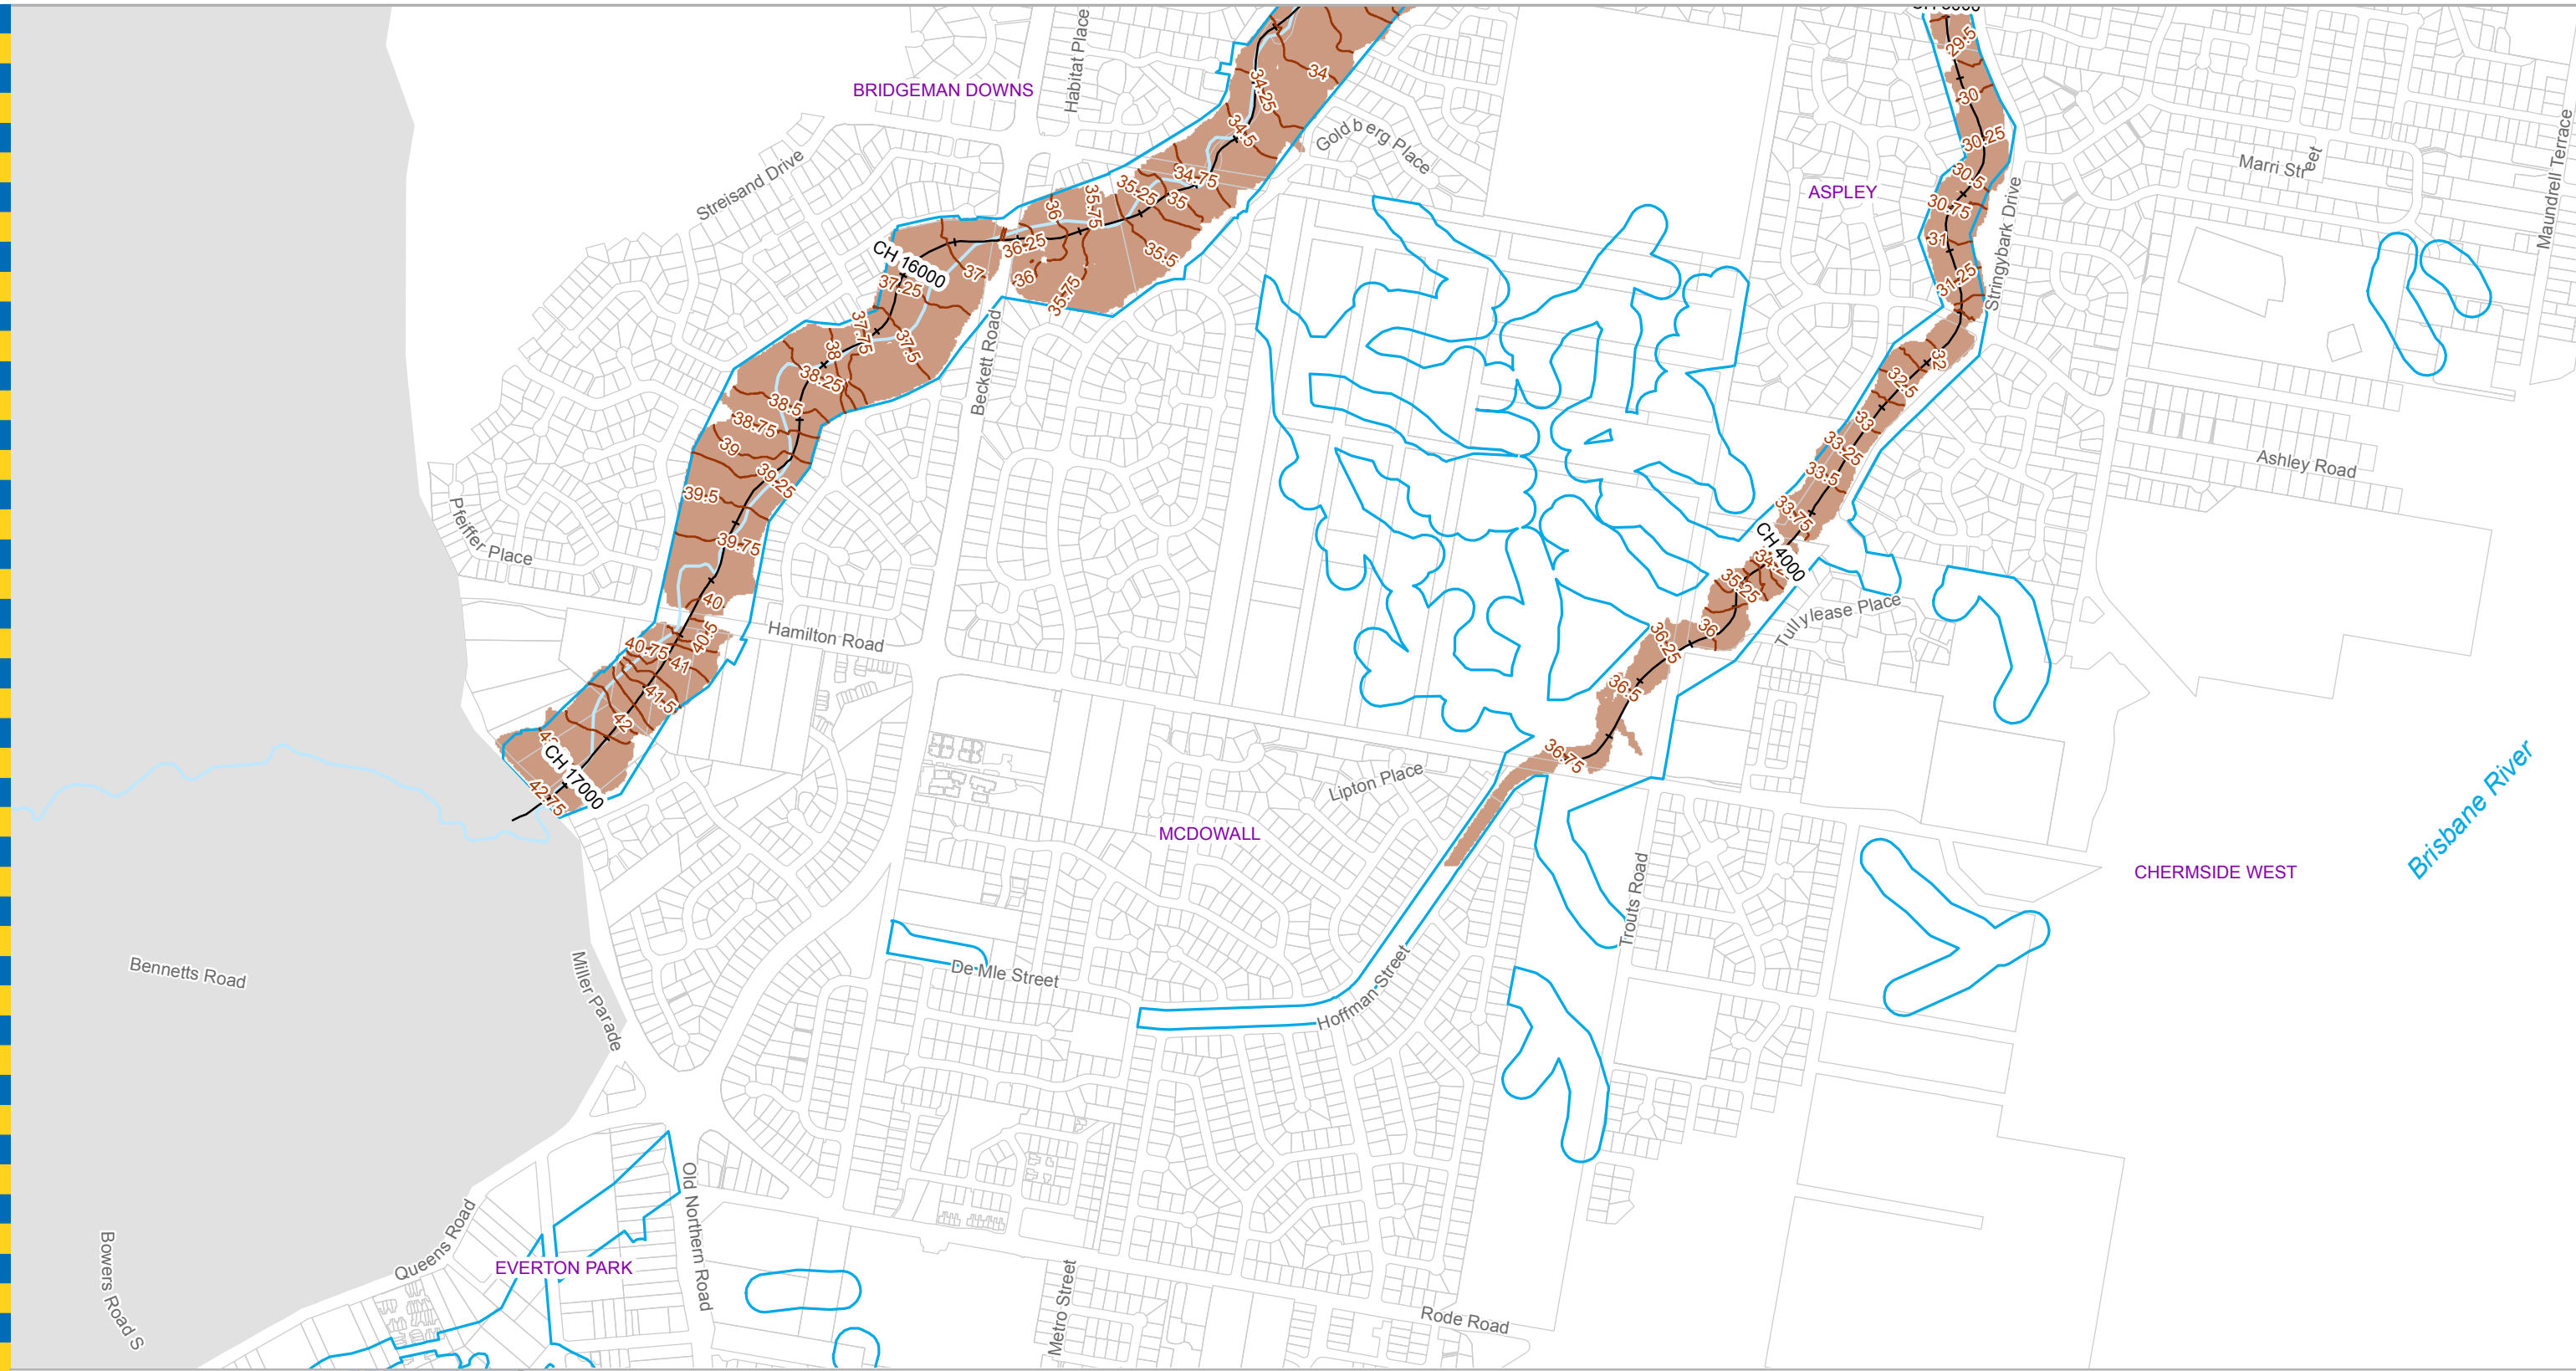 CH 5000
Habitat Place
BRIDGEMAN DOWNS
34
34.25
29.5
30
34.5
Goldberg Place
30.25
Streisand Drive
34.75
35.25
35
35.75
36
36.25
35.5
36
35.75
ASPLEY
30.5
30.75
31
31.25
Stringybark Drive
Marri Street
Maundrell Terrace
CH 16000
37
37.25
37.75
37.5
38
38.25
Beckett Road
32
32.5
33
33.25
33.5
33.75
38.5
38.75
39
39.25
39.5
39.75
Ashley Road
Pfeiffer Place
CH 4000
35.25
36
36.25
36.5
36.75
Tullylease Place
40
40.5
40.75
41
41.5
42
Hamilton Road
CH 17000
42.75
Lipton Place
MCDOWALL
Brisbane River
CHERMSIDE WEST
Trouts Road
Bennetts Road
Miller Parade
De Mle Street
Hoffman Street
Old Northern Road
Queens Road
Bowers Road S
EVERTON PARK
Metro Street
Rode Road